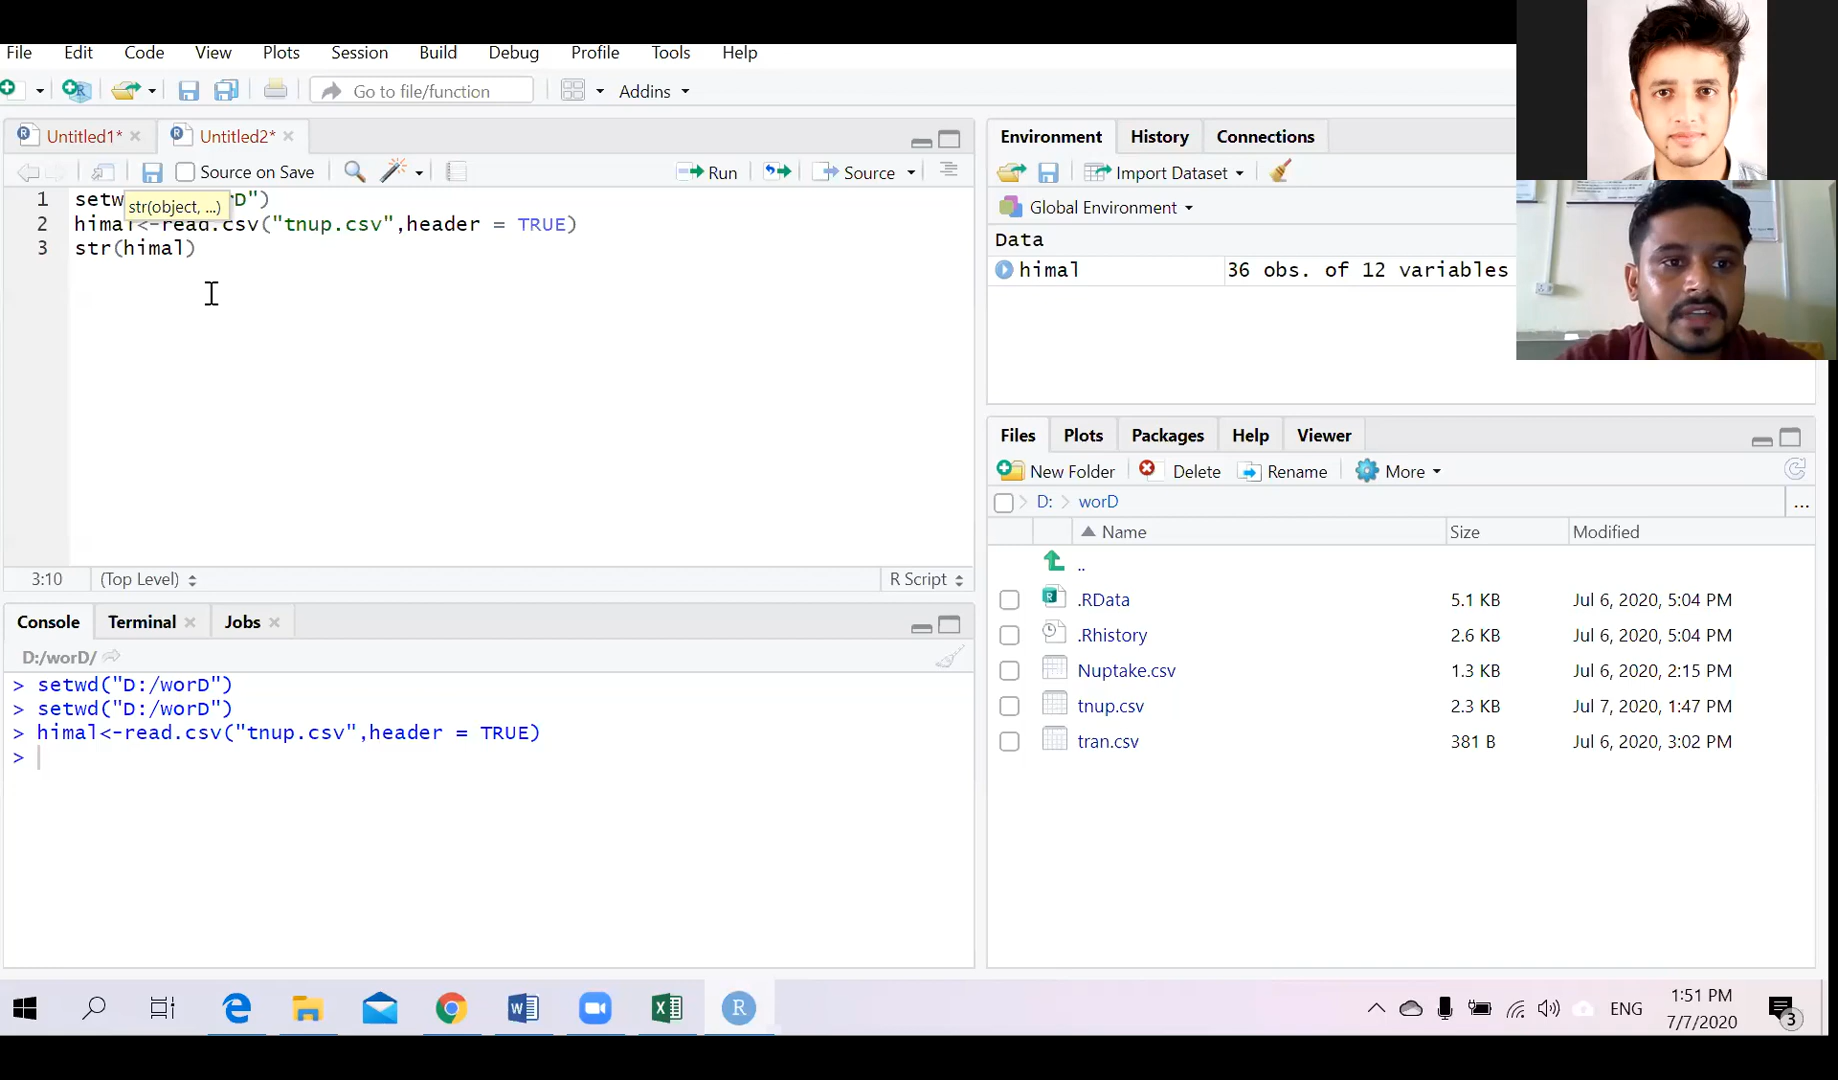 File Edit Code View Plots Session Build Debug Profile Tools Help
Go to file/function Addins
Untitled1* Untitled2*
Source on Save Run Source
1 setw D")
str(object, ...)
2 himal<-read.csv("tnup.csv",header = TRUE)
3 str(himal)
3:10 (Top Level) R Script
Console Terminal Jobs
D:/worD/
> setwd("D:/worD")
> setwd("D:/worD")
> himal<-read.csv("tnup.csv",header = TRUE)
>
Environment History Connections
Import Dataset
Global Environment
Data
himal 36 obs. of 12 variables
Files Plots Packages Help Viewer
New Folder Delete Rename More
D: worD ...
Name Size Modified
..
.RData 5.1 KB Jul 6, 2020, 5:04 PM
.Rhistory 2.6 KB Jul 6, 2020, 5:04 PM
Nuptake.csv 1.3 KB Jul 6, 2020, 2:15 PM
tnup.csv 2.3 KB Jul 7, 2020, 1:47 PM
tran.csv 381 B Jul 6, 2020, 3:02 PM
ENG
1:51 PM
7/7/2020
3